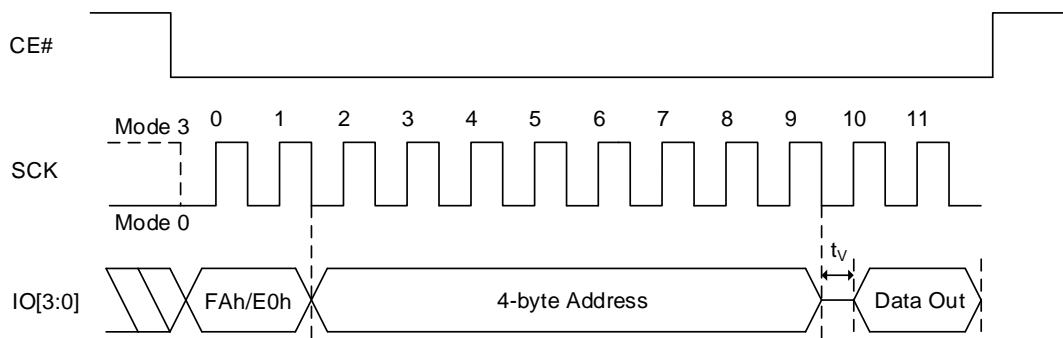 CE#
Mode 3 0 1 2 3 4 5 6 7 8 9 10 11
SCK
Mode 0
tV
IO[3:0] FAh/E0h 4-byte Address Data Out